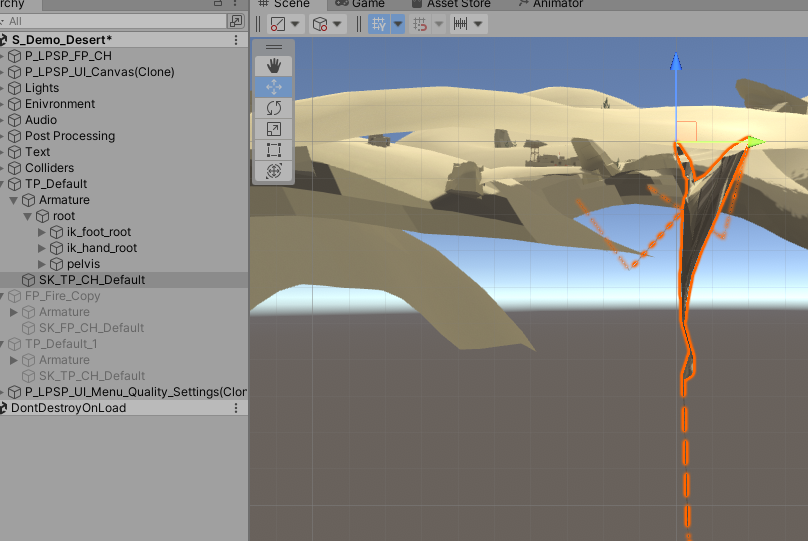 rchy
All
S_Demo_Desert*
P_LPSP_FP_CH
P_LPSP_UI_Canvas(Clone)
Lights
Enivronment
Audio
Post Processing
Text
Colliders
TP_Default
Armature
root
ik_foot_root
ik_hand_root
pelvis
SK_TP_CH_Default
FP_Fire_Copy
Armature
SK_FP_CH_Default
TP_Default_1
Armature
SK_TP_CH_Default
P_LPSP_UI_Menu_Quality_Settings(Clor
DontDestroyOnLoad
Scene Game Asset Store Animator
Y